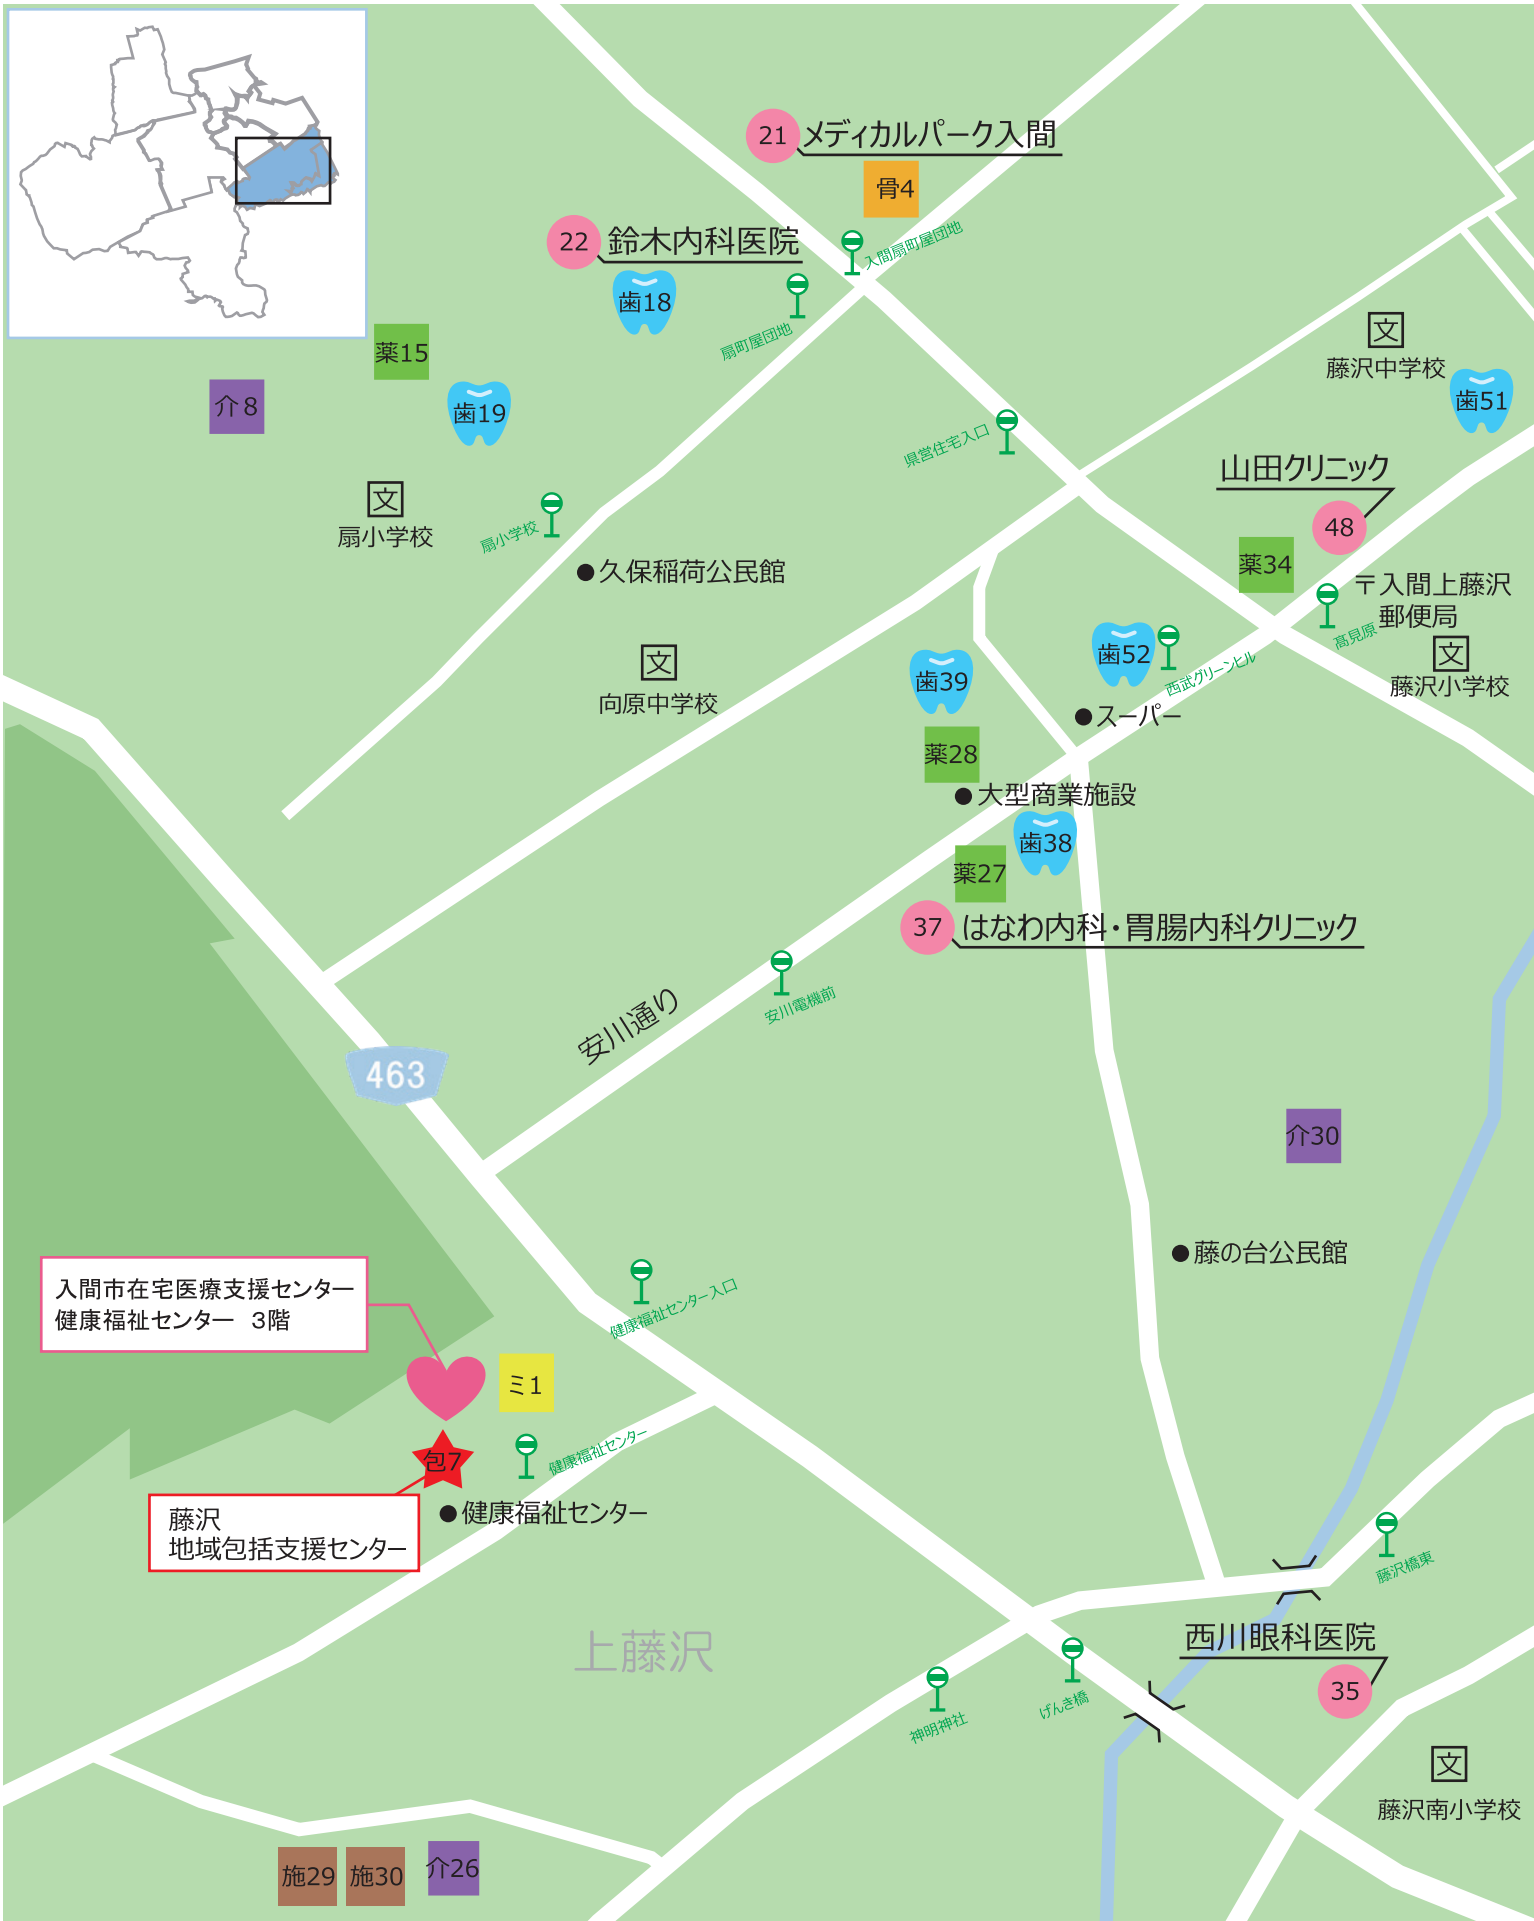 21
メディカルパーク入間
骨4
22
鈴木内科医院
入間扇町屋団地
歯18
扇町屋団地
薬15
介8
歯19
文
藤沢中学校
歯51
県営住宅入口
山田クリニック
48
文
扇小学校
扇小学校
久保稲荷公民館
薬34
〒入間上藤沢
郵便局
髙見原
文
藤沢小学校
文
向原中学校
歯52
西武グリーンヒル
歯39
スーパー
薬28
大型商業施設
歯38
薬27
37
はなわ内科・胃腸内科クリニック
安川電機前
安川通り
463
介30
藤の台公民館
入間市在宅医療支援センター
健康福祉センター 3階
健康福祉センター入口
ミ1
包7
健康福祉センター
藤沢
地域包括支援センター
健康福祉センター
藤沢橋東
上藤沢
西川眼科医院
35
げんき橋
神明神社
文
藤沢南小学校
施29
施30
介26